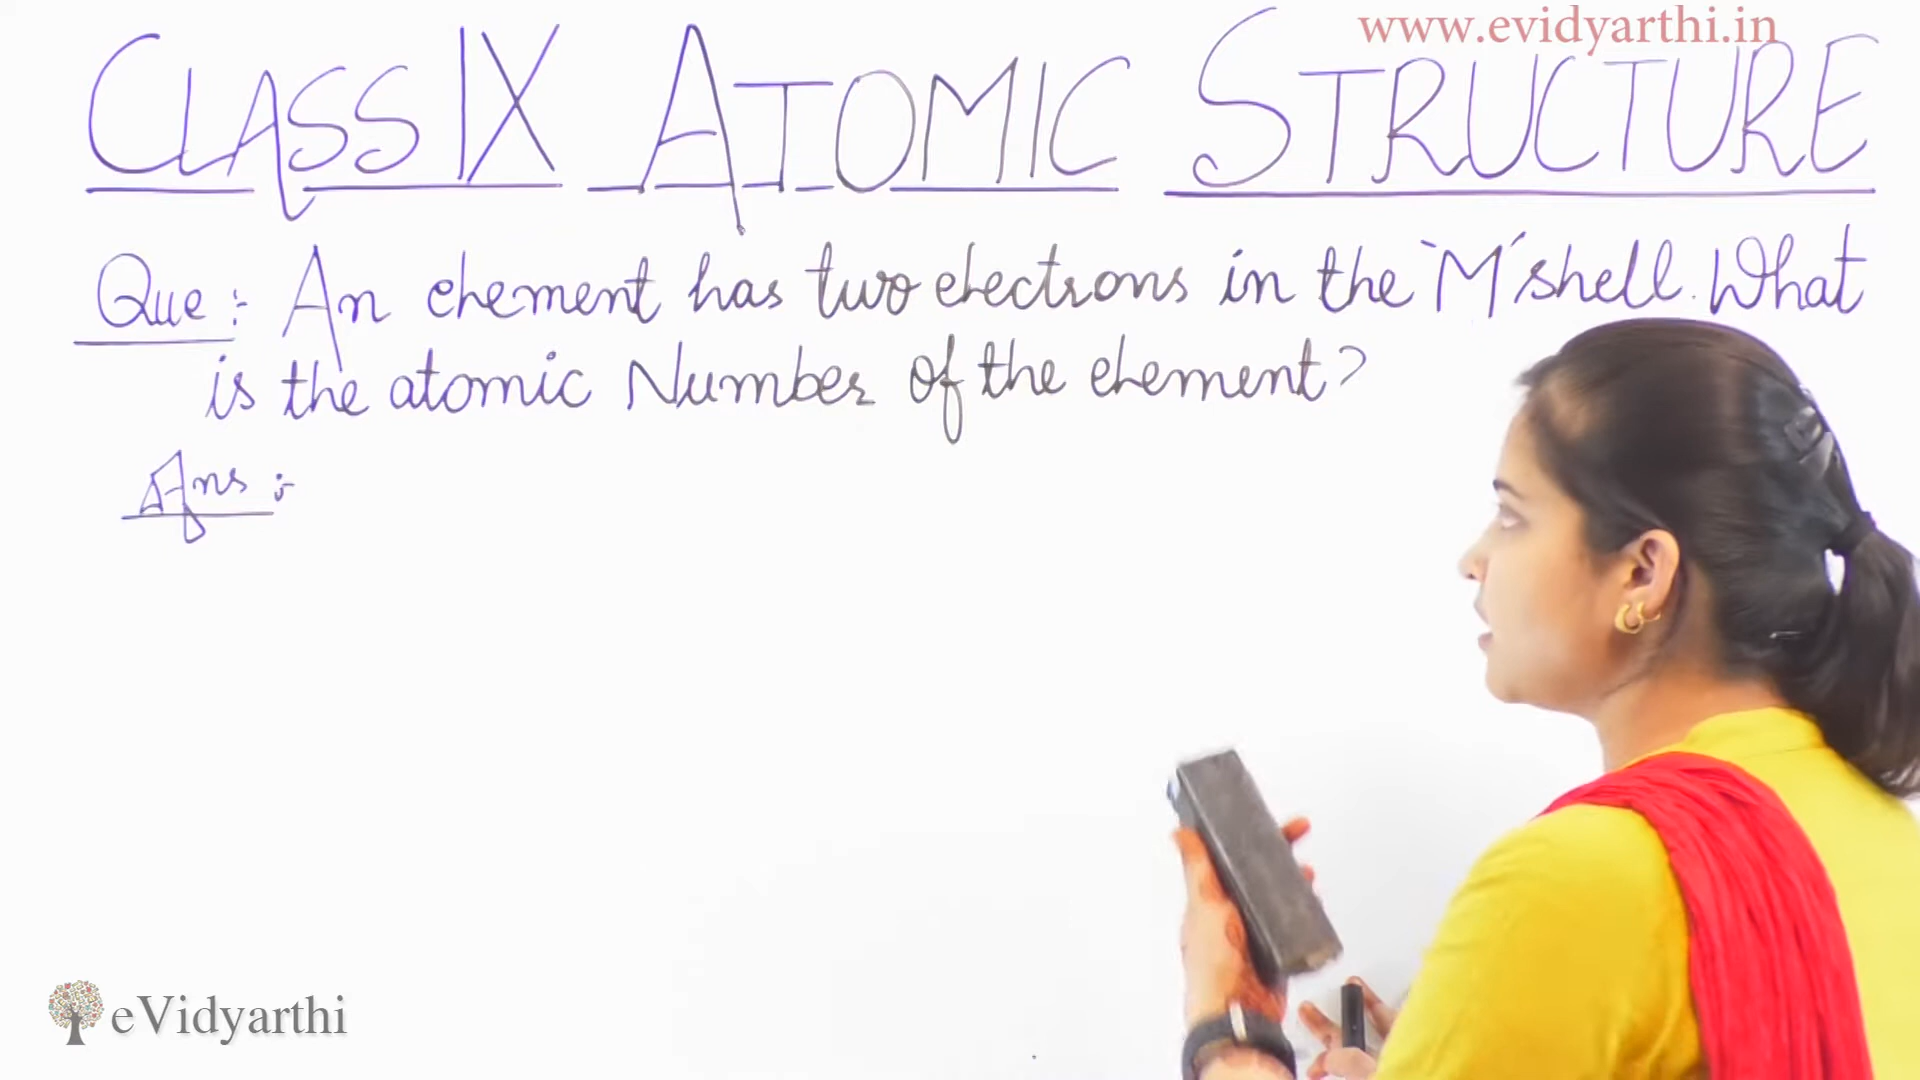 www.evidyarthi.in
CLASS IX ATOMIC STRUCTURE
Que :- An element has two electrons in the `M´ shell. What
is the atomic Number of the element?
Ans :-
eVidyarthi